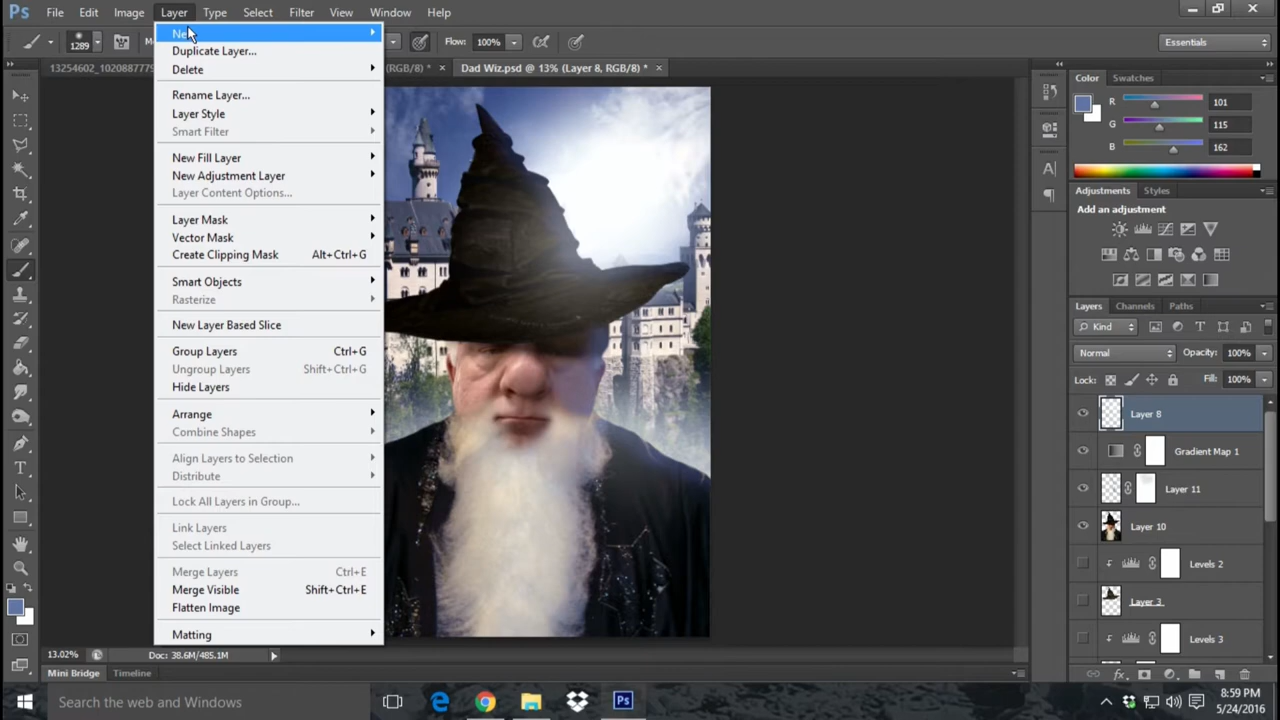 Ps File Edit Image Layer Type Select Filter View Window Help
1289 Flow: 100% Essentials
13254602_1020887779 (RGB/8) * × Dad Wiz.psd @ 13% (Layer 8, RGB/8) * ×
New
Duplicate Layer...
Delete
Rename Layer...
Layer Style
Smart Filter
New Fill Layer
New Adjustment Layer
Layer Content Options...
Layer Mask
Vector Mask
Create Clipping Mask Alt+Ctrl+G
Smart Objects
Rasterize
New Layer Based Slice
Group Layers Ctrl+G
Ungroup Layers Shift+Ctrl+G
Hide Layers
Arrange
Combine Shapes
Align Layers to Selection
Distribute
Lock All Layers in Group...
Link Layers
Select Linked Layers
Merge Layers Ctrl+E
Merge Visible Shift+Ctrl+E
Flatten Image
Matting
Color Swatches
R 101
G 115
B 162
Adjustments Styles
Add an adjustment
Layers Channels Paths
Kind
Normal Opacity: 100%
Lock: Fill: 100%
Layer 8
Gradient Map 1
Layer 11
Layer 10
Levels 2
Layer 3
Levels 3
13.02% Doc: 38.6M/485.1M
Mini Bridge Timeline
Search the web and Windows
Ps
8:59 PM
5/24/2016